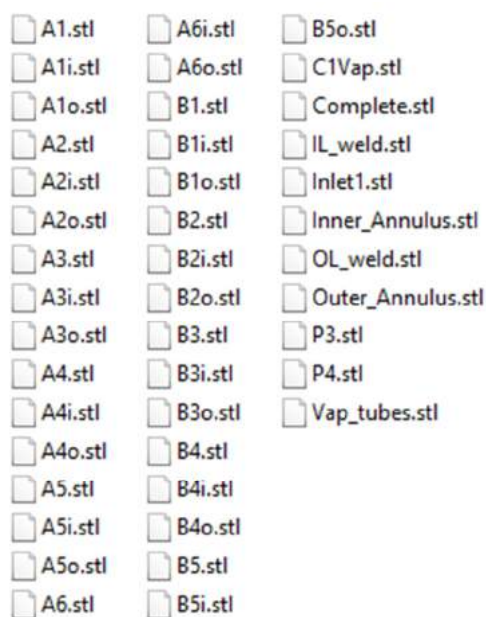 A1.stl
A1i.stl
A1o.stl
A2.stl
A2i.stl
A2o.stl
A3.stl
A3i.stl
A3o.stl
A4.stl
A4i.stl
A4o.stl
A5.stl
A5i.stl
A5o.stl
A6.stl
A6i.stl
A6o.stl
B1.stl
B1i.stl
B1o.stl
B2.stl
B2i.stl
B2o.stl
B3.stl
B3i.stl
B3o.stl
B4.stl
B4i.stl
B4o.stl
B5.stl
B5i.stl
B5o.stl
C1Vap.stl
Complete.stl
IL_weld.stl
Inlet1.stl
Inner_Annulus.stl
OL_weld.stl
Outer_Annulus.stl
P3.stl
P4.stl
Vap_tubes.stl